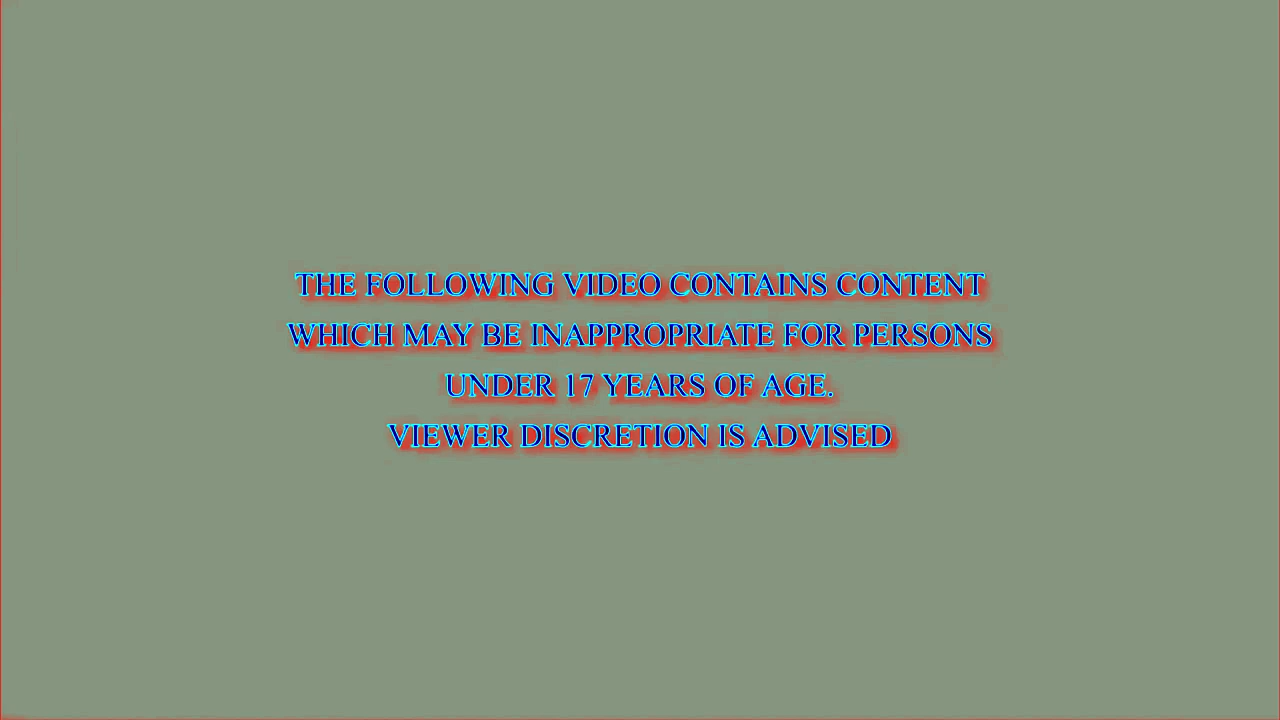 THE FOLLOWING VIDEO CONTAINS CONTENT
WHICH MAY BE INAPPROPRIATE FOR PERSONS
UNDER 17 YEARS OF AGE.
VIEWER DISCRETION IS ADVISED